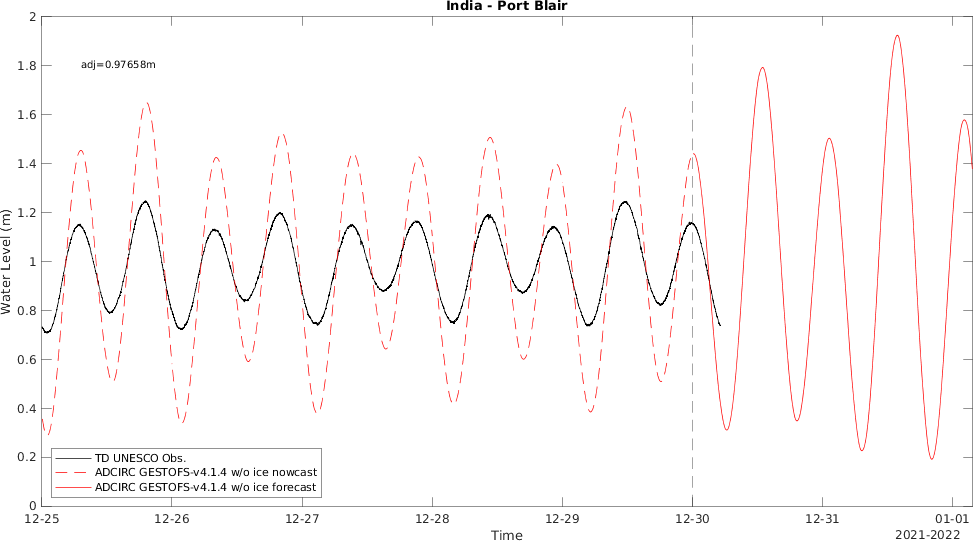 India - Port Blair
adj=0.97658m
2
1.8
1.6
1.4
1.2
1
0.8
0.6
0.4
0.2
0
Water Level (m)
TD UNESCO Obs.
ADCIRC GESTOFS-v4.1.4 w/o ice nowcast
ADCIRC GESTOFS-v4.1.4 w/o ice forecast
12-25 12-26 12-27 12-28 12-29 12-30 12-31 01-01
Time
2021-2022